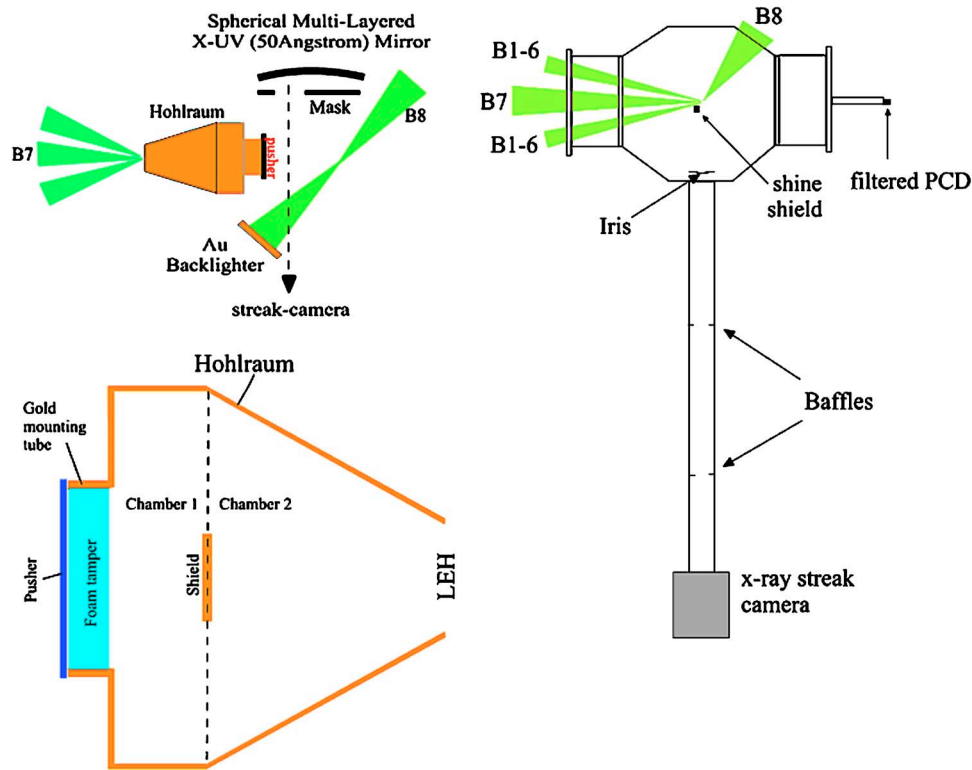 Spherical Multi-Layered
X-UV (50Angstrom) Mirror
Mask
Hohlraum
B8
B7
pusher
Au
Backlighter
streak-camera
B8
B1-6
B7
B1-6
shine
shield
filtered PCD
Iris
Baffles
x-ray streak
camera
Hohlraum
Gold
mounting
tube
Chamber 1
Chamber 2
Shield
Foam tamper
Pusher
LEH